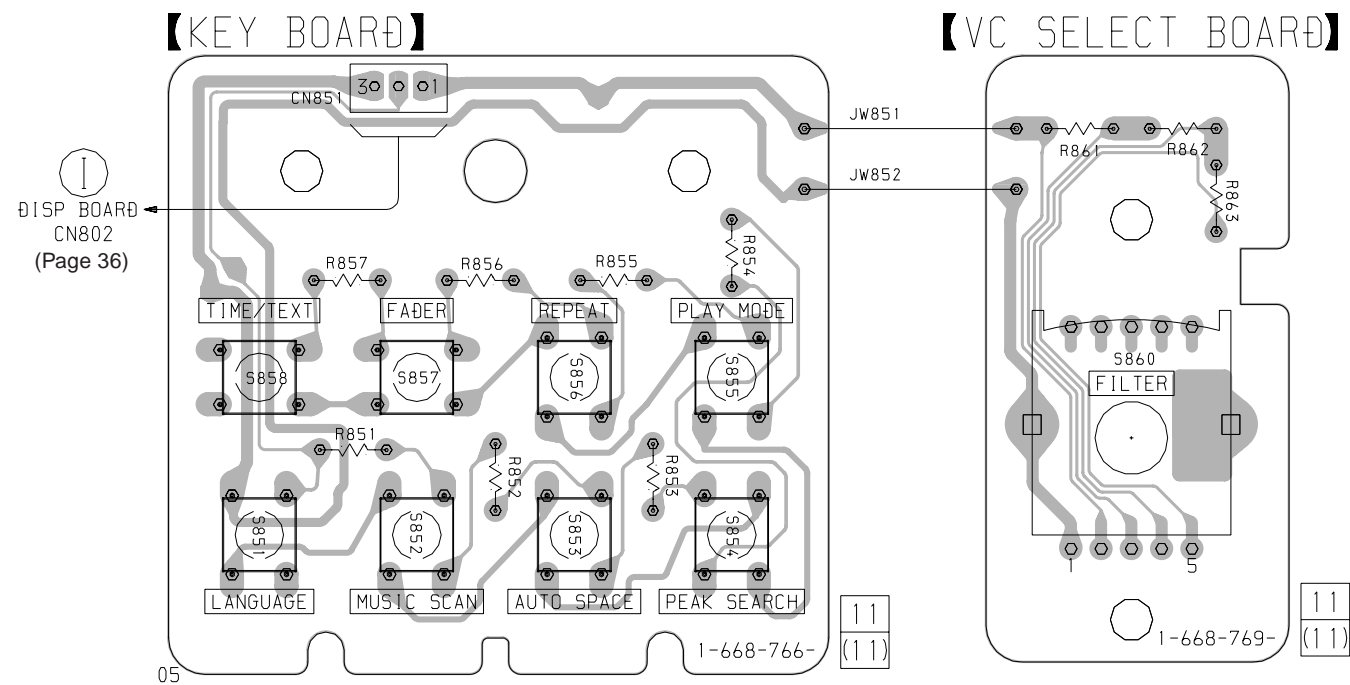 【KEY BOARD】
【VC SELECT BOARD】
3 1
CN851
JW851
R861
R862
I
DISP BOARD
CN802
(Page 36)
JW852
R863
R854
R857
R856
R855
TIME/TEXT
FADER
REPEAT
PLAY MODE
S858
S857
S856
S855
S860
FILTER
R851
R852
R853
S851
S852
S853
S854
1 5
LANGUAGE
MUSIC SCAN
AUTO SPACE
PEAK SEARCH
1-668-766-
11
(11)
1-668-769-
11
(11)
05